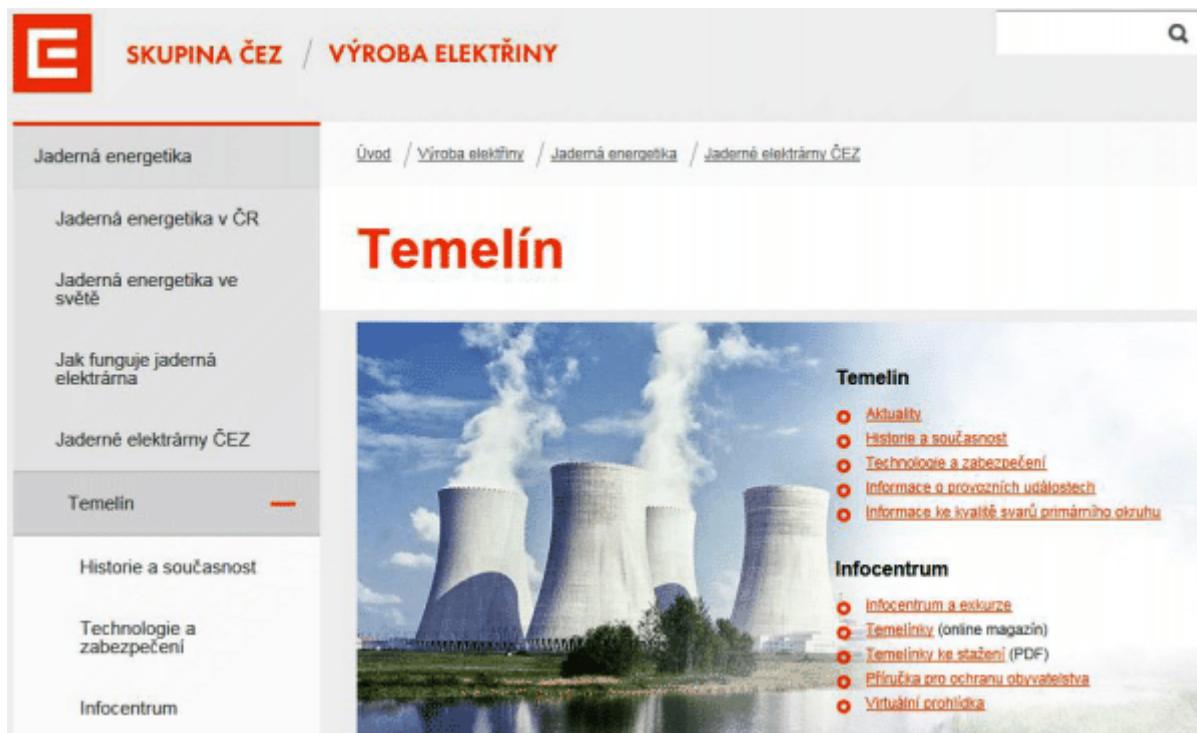 SKUPINA ČEZ / VÝROBA ELEKTŘINY
Jaderná energetika
Jaderná energetika v ČR
Jaderná energetika ve
světě
Jak funguje jaderná
elektrárna
Jaderné elektrárny ČEZ
Temelín
Historie a současnost
Technologie a
zabezpečení
Infocentrum
Úvod / Výroba elektřiny / Jaderná energetika / Jaderné elektrárny ČEZ
Temelín
Temelín
Aktuality
Historie a současnost
Technologie a zabezpečení
Informace o provozních událostech
Informace ke kvalitě svarů primárního okruhu
Infocentrum
Infocentrum a exkurze
Temelínky (online magazín)
Temelínky ke stažení (PDF)
Příručka pro ochranu obyvatelstva
Virtuální prohlídka